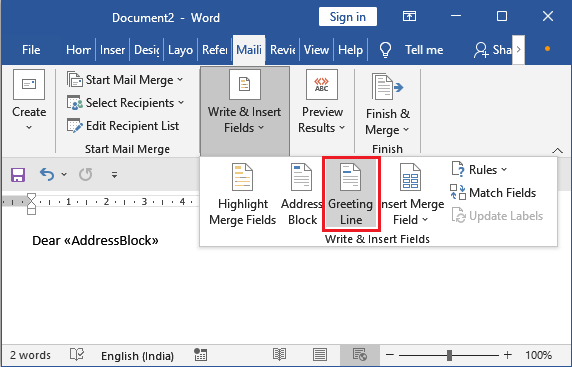 Document2 - Word
Sign in
File Hom Inser Desig Layo Refer Maili Revie View Help Tell me Sha
Create
Start Mail Merge
Select Recipients
Edit Recipient List
Start Mail Merge
Write & Insert
Fields
«»
ABC
Preview
Results
Finish &
Merge
Finish
Highlight
Merge Fields
Address
Block
Greeting
Line
Insert Merge
Field
Rules
Match Fields
Update Labels
Write & Insert Fields
1
Dear «AddressBlock»
2 words
English (India)
100%